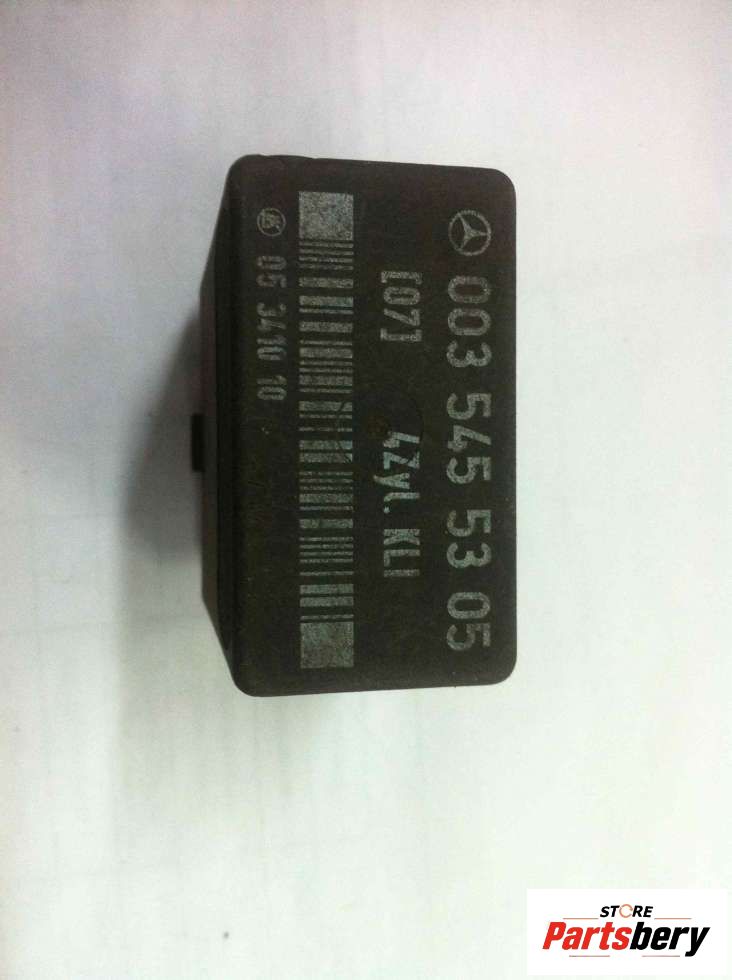 003 545 53 05
[07] 4Zyl. KLI
05 3410 10
STORE
Partsbery